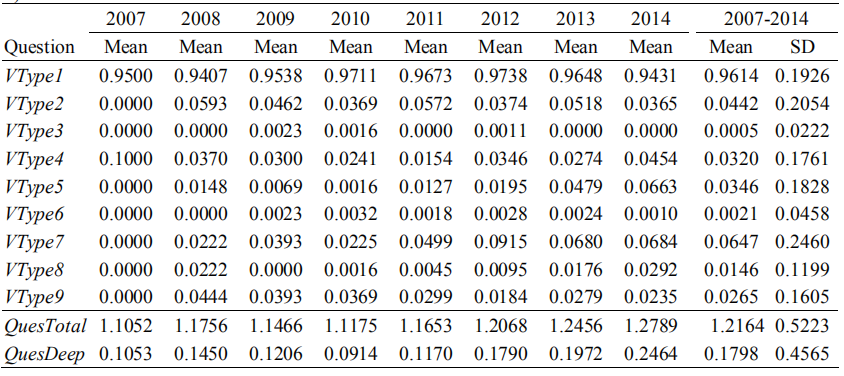 2007 2008 2009 2010 2011 2012 2013 2014 2007-2014
Question Mean Mean Mean Mean Mean Mean Mean Mean Mean SD
VType1 0.9500 0.9407 0.9538 0.9711 0.9673 0.9738 0.9648 0.9431 0.9614 0.1926
VType2 0.0000 0.0593 0.0462 0.0369 0.0572 0.0374 0.0518 0.0365 0.0442 0.2054
VType3 0.0000 0.0000 0.0023 0.0016 0.0000 0.0011 0.0000 0.0000 0.0005 0.0222
VType4 0.1000 0.0370 0.0300 0.0241 0.0154 0.0346 0.0274 0.0454 0.0320 0.1761
VType5 0.0000 0.0148 0.0069 0.0016 0.0127 0.0195 0.0479 0.0663 0.0346 0.1828
VType6 0.0000 0.0000 0.0023 0.0032 0.0018 0.0028 0.0024 0.0010 0.0021 0.0458
VType7 0.0000 0.0222 0.0393 0.0225 0.0499 0.0915 0.0680 0.0684 0.0647 0.2460
VType8 0.0000 0.0222 0.0000 0.0016 0.0045 0.0095 0.0176 0.0292 0.0146 0.1199
VType9 0.0000 0.0444 0.0393 0.0369 0.0299 0.0184 0.0279 0.0235 0.0265 0.1605
QuesTotal 1.1052 1.1756 1.1466 1.1175 1.1653 1.2068 1.2456 1.2789 1.2164 0.5223
QuesDeep 0.1053 0.1450 0.1206 0.0914 0.1170 0.1790 0.1972 0.2464 0.1798 0.4565